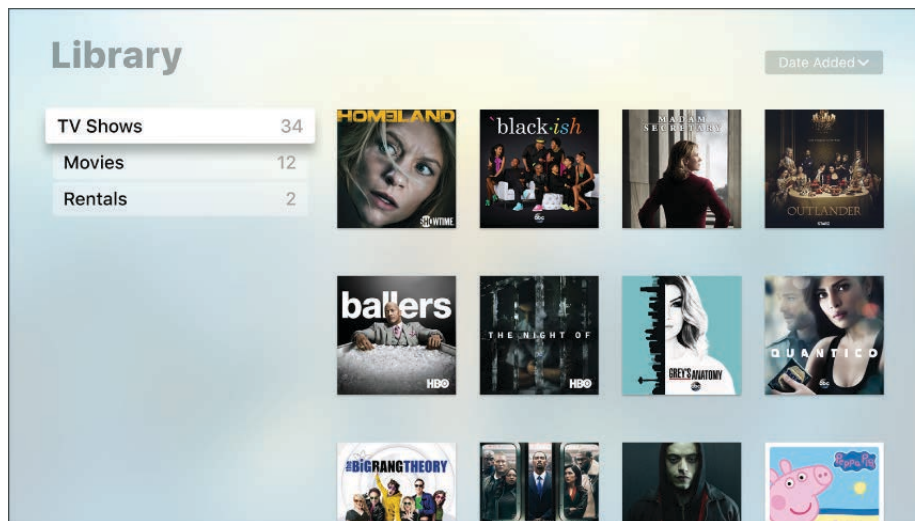 Library
Date Added
TV Shows 34
Movies 12
Rentals 2
HOMELAND
SHOWTIME
`black·ish
abc
MADAM
SECRETARY
OUTLANDER
STARZ
ballers
HBO
THE NIGHT OF
HBO
GREY'S ANATOMY
abc
QUANTICO
abc
THE BiG BANG THEORY
Peppa Pig